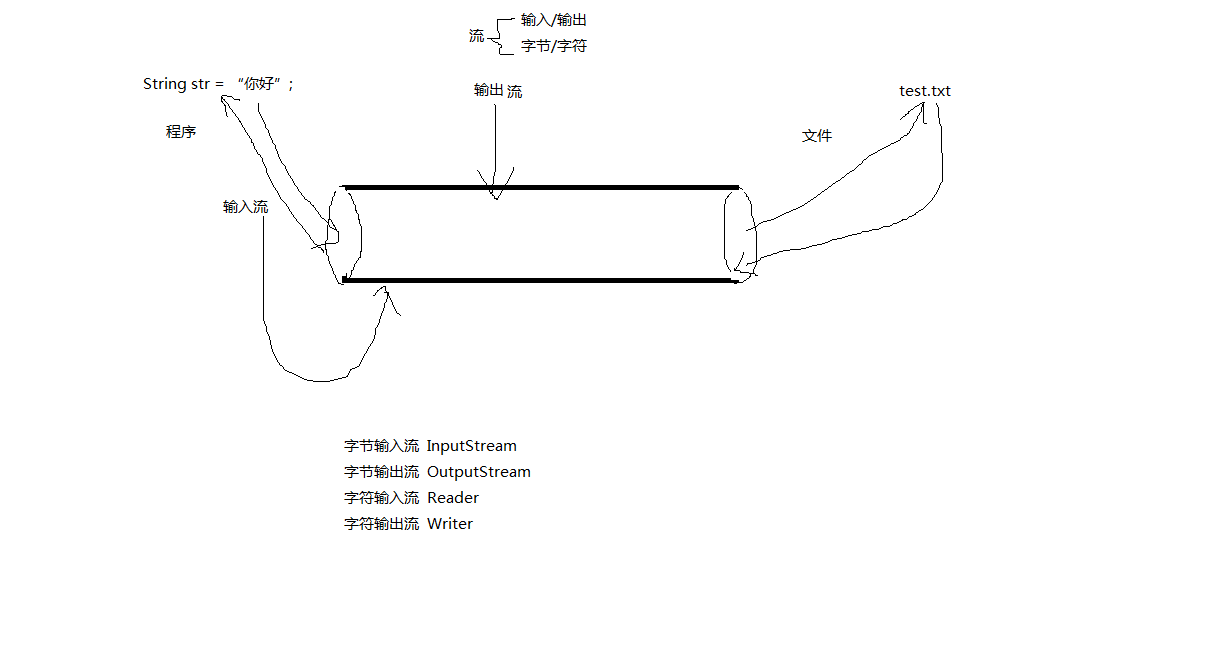 输入/输出
流
字节/字符
String str = “你好”;
输出 流
test.txt
程序
文件
输入流
字节输入流 InputStream
字节输出流 OutputStream
字符输入流 Reader
字符输出流 Writer